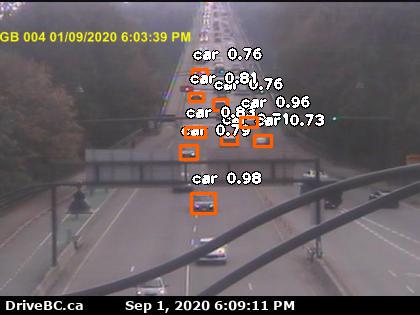 GB 004 01/09/2020 6:03:39 PM
car 0.76
car 0.81
car 0.76
car 0.96
car 0.73
car 0.79
car 0.98
DriveBC.ca Sep 1, 2020 6:09:11 PM